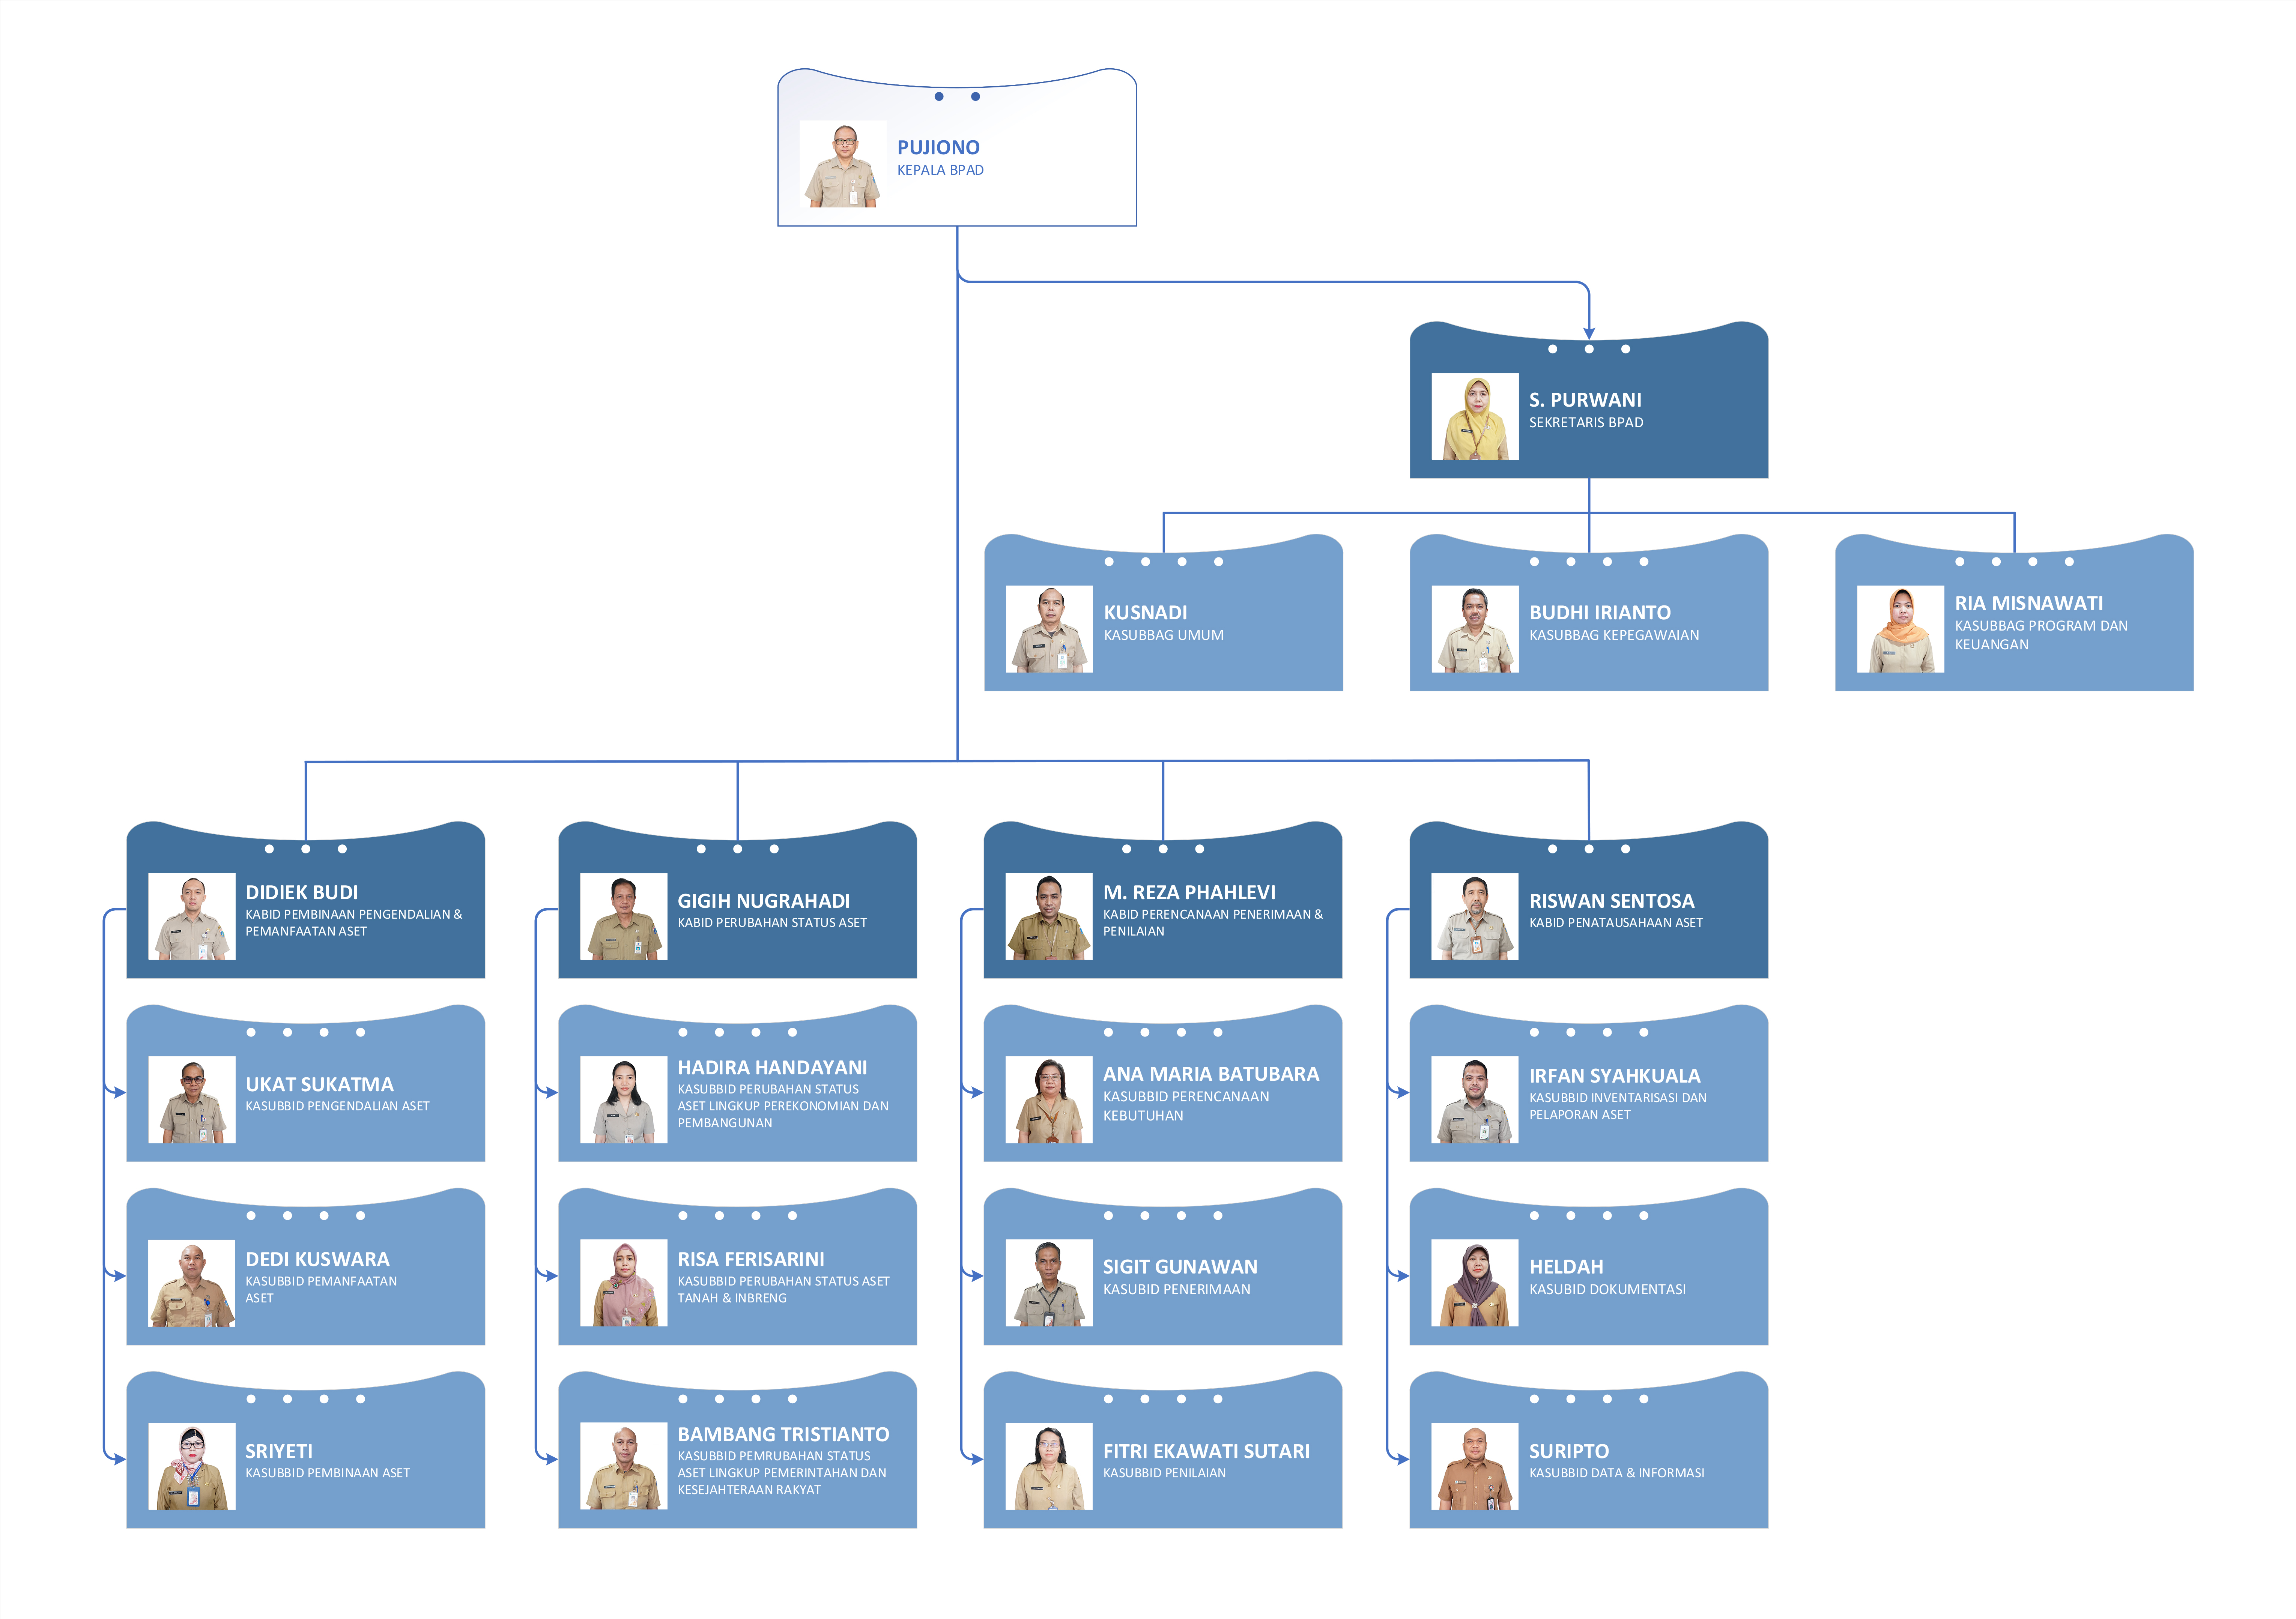 PUJIONO
KEPALA BPAD
S. PURWANI
SEKRETARIS BPAD
KUSNADI
KASUBBAG UMUM
BUDHI IRIANTO
KASUBBAG KEPEGAWAIAN
RIA MISNAWATI
KASUBBAG PROGRAM DAN
KEUANGAN
DIDIEK BUDI
KABID PEMBINAAN PENGENDALIAN &
PEMANFAATAN ASET
GIGIH NUGRAHADI
KABID PERUBAHAN STATUS ASET
M. REZA PHAHLEVI
KABID PERENCANAAN PENERIMAAN &
PENILAIAN
RISWAN SENTOSA
KABID PENATAUSAHAAN ASET
UKAT SUKATMA
KASUBBID PENGENDALIAN ASET
HADIRA HANDAYANI
KASUBBID PERUBAHAN STATUS
ASET LINGKUP PEREKONOMIAN DAN
PEMBANGUNAN
ANA MARIA BATUBARA
KASUBBID PERENCANAAN
KEBUTUHAN
IRFAN SYAHKUALA
KASUBBID INVENTARISASI DAN
PELAPORAN ASET
DEDI KUSWARA
KASUBBID PEMANFAATAN
ASET
RISA FERISARINI
KASUBBID PERUBAHAN STATUS ASET
TANAH & INBRENG
SIGIT GUNAWAN
KASUBID PENERIMAAN
HELDAH
KASUBID DOKUMENTASI
SRIYETI
KASUBBID PEMBINAAN ASET
BAMBANG TRISTIANTO
KASUBBID PEMRUBAHAN STATUS
ASET LINGKUP PEMERINTAHAN DAN
KESEJAHTERAAN RAKYAT
FITRI EKAWATI SUTARI
KASUBBID PENILAIAN
SURIPTO
KASUBBID DATA & INFORMASI